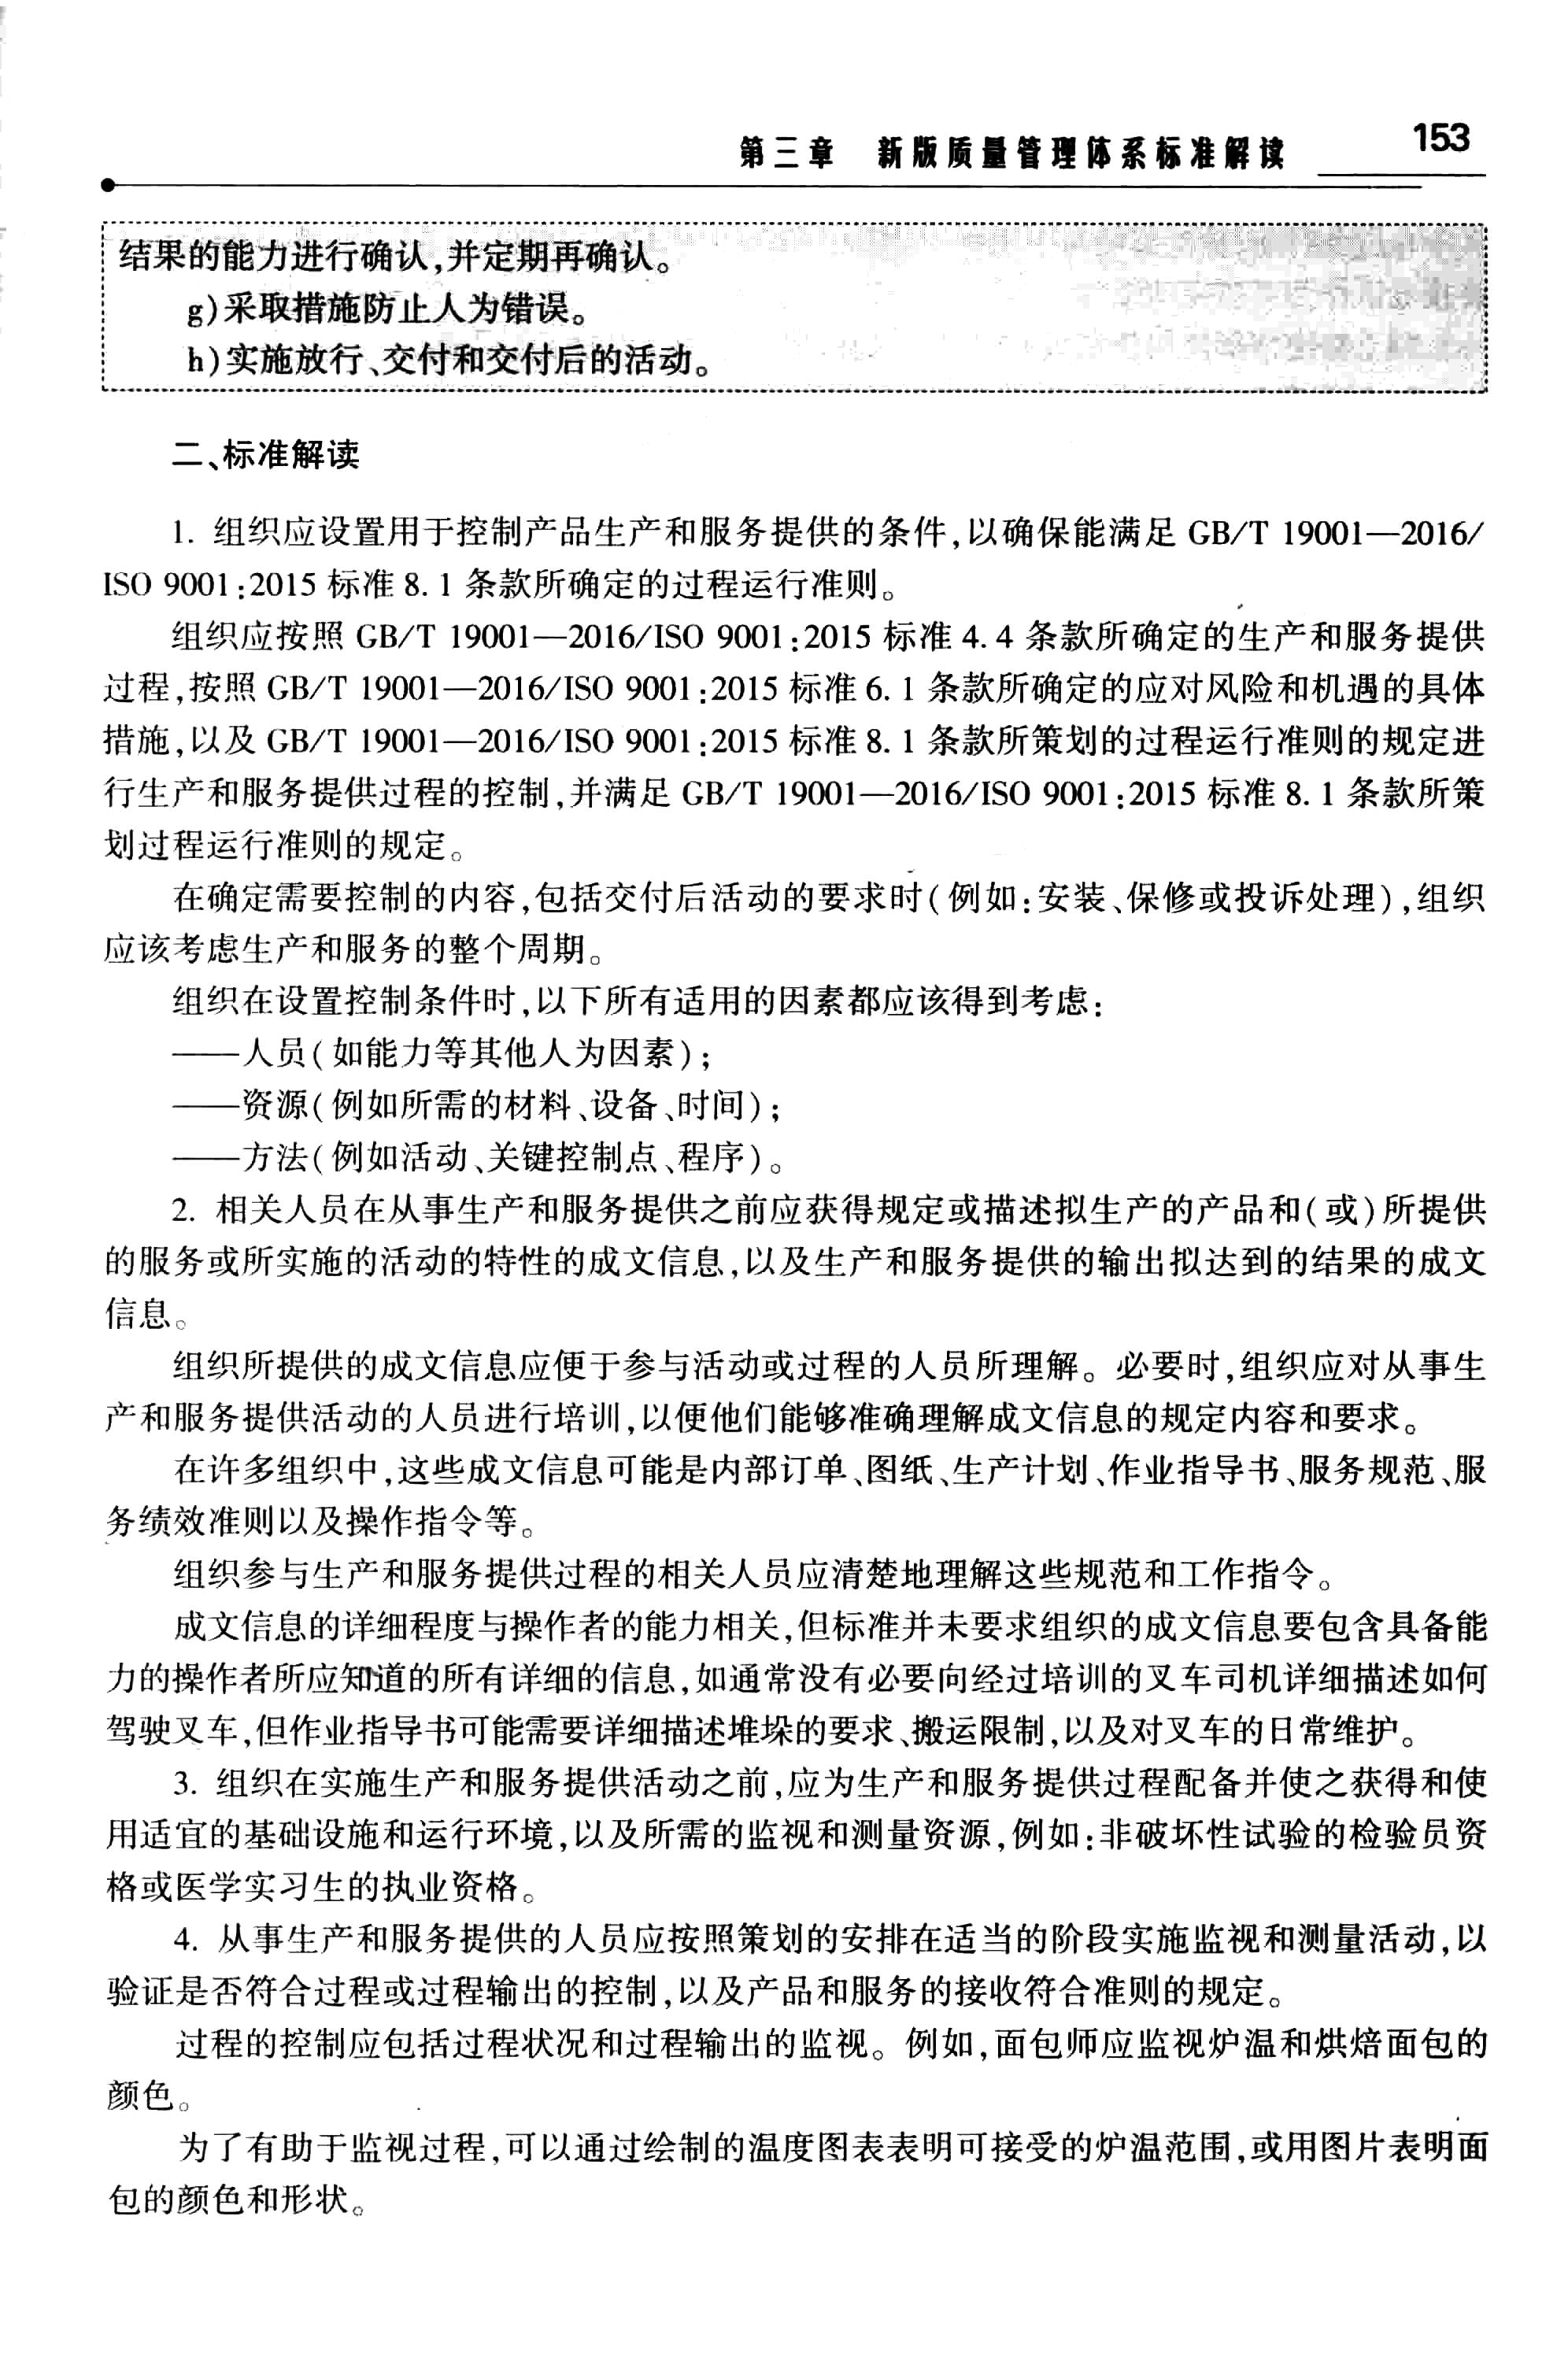 第三章 新版质量管理体系标准解读 153
结果的能力进行确认,并定期再确认。
g)采取措施防止人为错误。
h)实施放行、交付和交付后的活动。
二、标准解读
1. 组织应设置用于控制产品生产和服务提供的条件,以确保能满足 GB/T 19001—2016/
ISO 9001:2015 标准 8.1 条款所确定的过程运行准则。
组织应按照 GB/T 19001—2016/ISO 9001:2015 标准 4.4 条款所确定的生产和服务提供
过程,按照 GB/T 19001—2016/ISO 9001:2015 标准 6.1 条款所确定的应对风险和机遇的具体
措施,以及 GB/T 19001—2016/ISO 9001:2015 标准 8.1 条款所策划的过程运行准则的规定进
行生产和服务提供过程的控制,并满足 GB/T 19001—2016/ISO 9001:2015 标准 8.1 条款所策
划过程运行准则的规定。
在确定需要控制的内容,包括交付后活动的要求时(例如:安装、保修或投诉处理),组织
应该考虑生产和服务的整个周期。
组织在设置控制条件时,以下所有适用的因素都应该得到考虑:
——人员(如能力等其他人为因素);
——资源(例如所需的材料、设备、时间);
——方法(例如活动、关键控制点、程序)。
2. 相关人员在从事生产和服务提供之前应获得规定或描述拟生产的产品和(或)所提供
的服务或所实施的活动的特性的成文信息,以及生产和服务提供的输出拟达到的结果的成文
信息。
组织所提供的成文信息应便于参与活动或过程的人员所理解。必要时,组织应对从事生
产和服务提供活动的人员进行培训,以便他们能够准确理解成文信息的规定内容和要求。
在许多组织中,这些成文信息可能是内部订单、图纸、生产计划、作业指导书、服务规范、服
务绩效准则以及操作指令等。
组织参与生产和服务提供过程的相关人员应清楚地理解这些规范和工作指令。
成文信息的详细程度与操作者的能力相关,但标准并未要求组织的成文信息要包含具备能
力的操作者所应知道的所有详细的信息,如通常没有必要向经过培训的叉车司机详细描述如何
驾驶叉车,但作业指导书可能需要详细描述堆垛的要求、搬运限制,以及对叉车的日常维护。
3. 组织在实施生产和服务提供活动之前,应为生产和服务提供过程配备并使之获得和使
用适宜的基础设施和运行环境,以及所需的监视和测量资源,例如:非破坏性试验的检验员资
格或医学实习生的执业资格。
4. 从事生产和服务提供的人员应按照策划的安排在适当的阶段实施监视和测量活动,以
验证是否符合过程或过程输出的控制,以及产品和服务的接收符合准则的规定。
过程的控制应包括过程状况和过程输出的监视。例如,面包师应监视炉温和烘焙面包的
颜色。
为了有助于监视过程,可以通过绘制的温度图表表明可接受的炉温范围,或用图片表明面
包的颜色和形状。